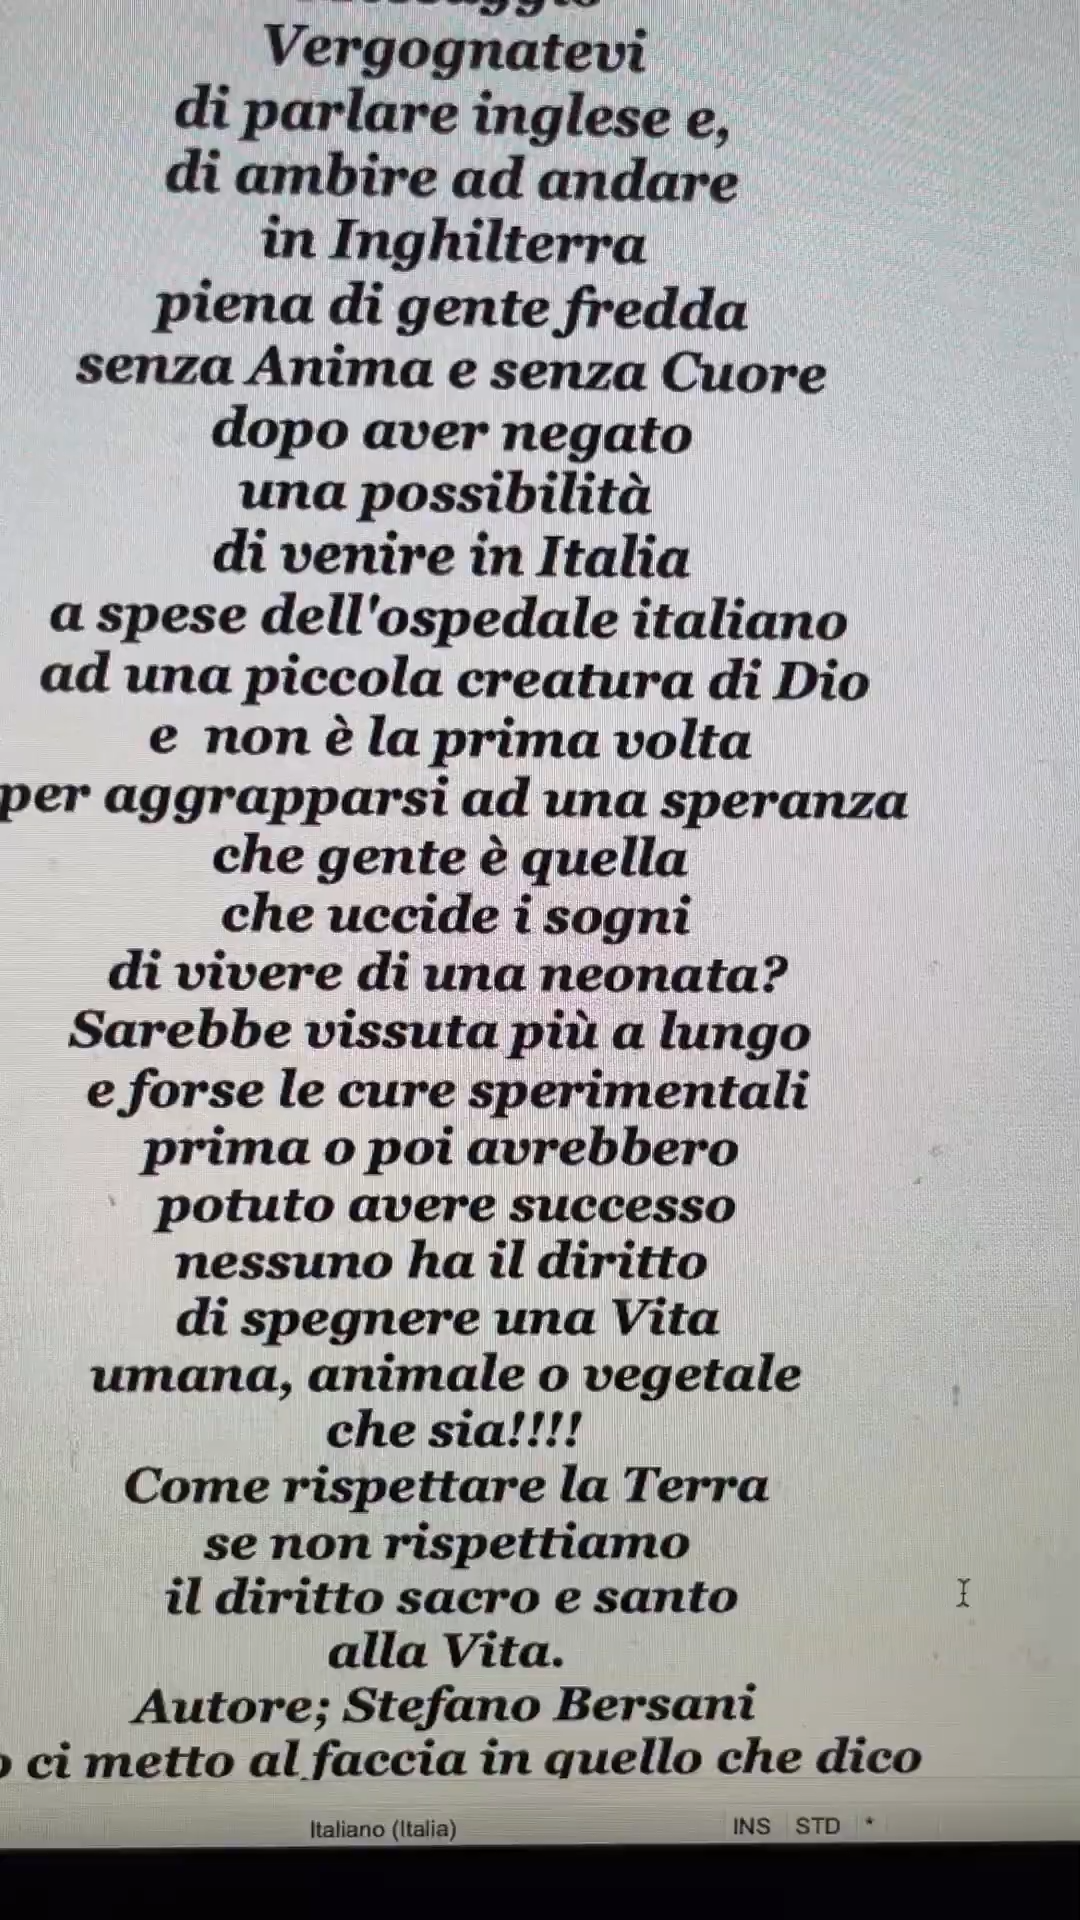 Vergognatevi
di parlare inglese e,
di ambire ad andare
in Inghilterra
piena di gente fredda
senza Anima e senza Cuore
dopo aver negato
una possibilità
di venire in Italia
a spese dell'ospedale italiano
ad una piccola creatura di Dio
e non è la prima volta
per aggrapparsi ad una speranza
che gente è quella
che uccide i sogni
di vivere di una neonata?
Sarebbe vissuta più a lungo
e forse le cure sperimentali
prima o poi avrebbero
potuto avere successo
nessuno ha il diritto
di spegnere una Vita
umana, animale o vegetale
che sia!!!!
Come rispettare la Terra
se non rispettiamo
il diritto sacro e santo
alla Vita.
Autore; Stefano Bersani
ci metto al faccia in quello che dico
Italiano (Italia) INS STD *